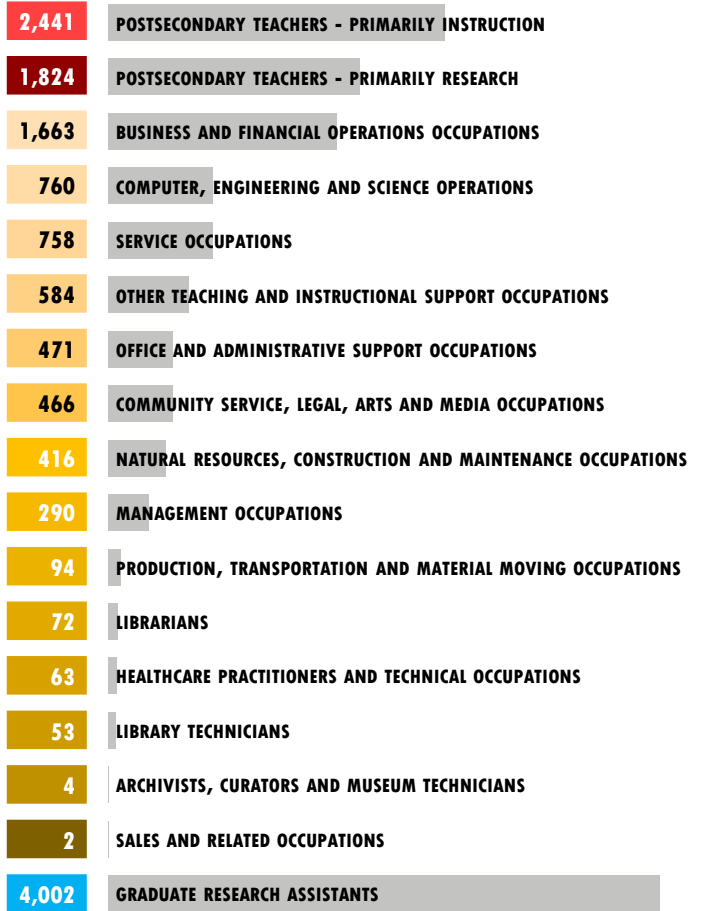 2,441 POSTSECONDARY TEACHERS - PRIMARILY INSTRUCTION
1,824 POSTSECONDARY TEACHERS - PRIMARILY RESEARCH
1,663 BUSINESS AND FINANCIAL OPERATIONS OCCUPATIONS
760 COMPUTER, ENGINEERING AND SCIENCE OPERATIONS
758 SERVICE OCCUPATIONS
584 OTHER TEACHING AND INSTRUCTIONAL SUPPORT OCCUPATIONS
471 OFFICE AND ADMINISTRATIVE SUPPORT OCCUPATIONS
466 COMMUNITY SERVICE, LEGAL, ARTS AND MEDIA OCCUPATIONS
416 NATURAL RESOURCES, CONSTRUCTION AND MAINTENANCE OCCUPATIONS
290 MANAGEMENT OCCUPATIONS
94 PRODUCTION, TRANSPORTATION AND MATERIAL MOVING OCCUPATIONS
72 LIBRARIANS
63 HEALTHCARE PRACTITIONERS AND TECHNICAL OCCUPATIONS
53 LIBRARY TECHNICIANS
4 ARCHIVISTS, CURATORS AND MUSEUM TECHNICIANS
2 SALES AND RELATED OCCUPATIONS
4,002 GRADUATE RESEARCH ASSISTANTS